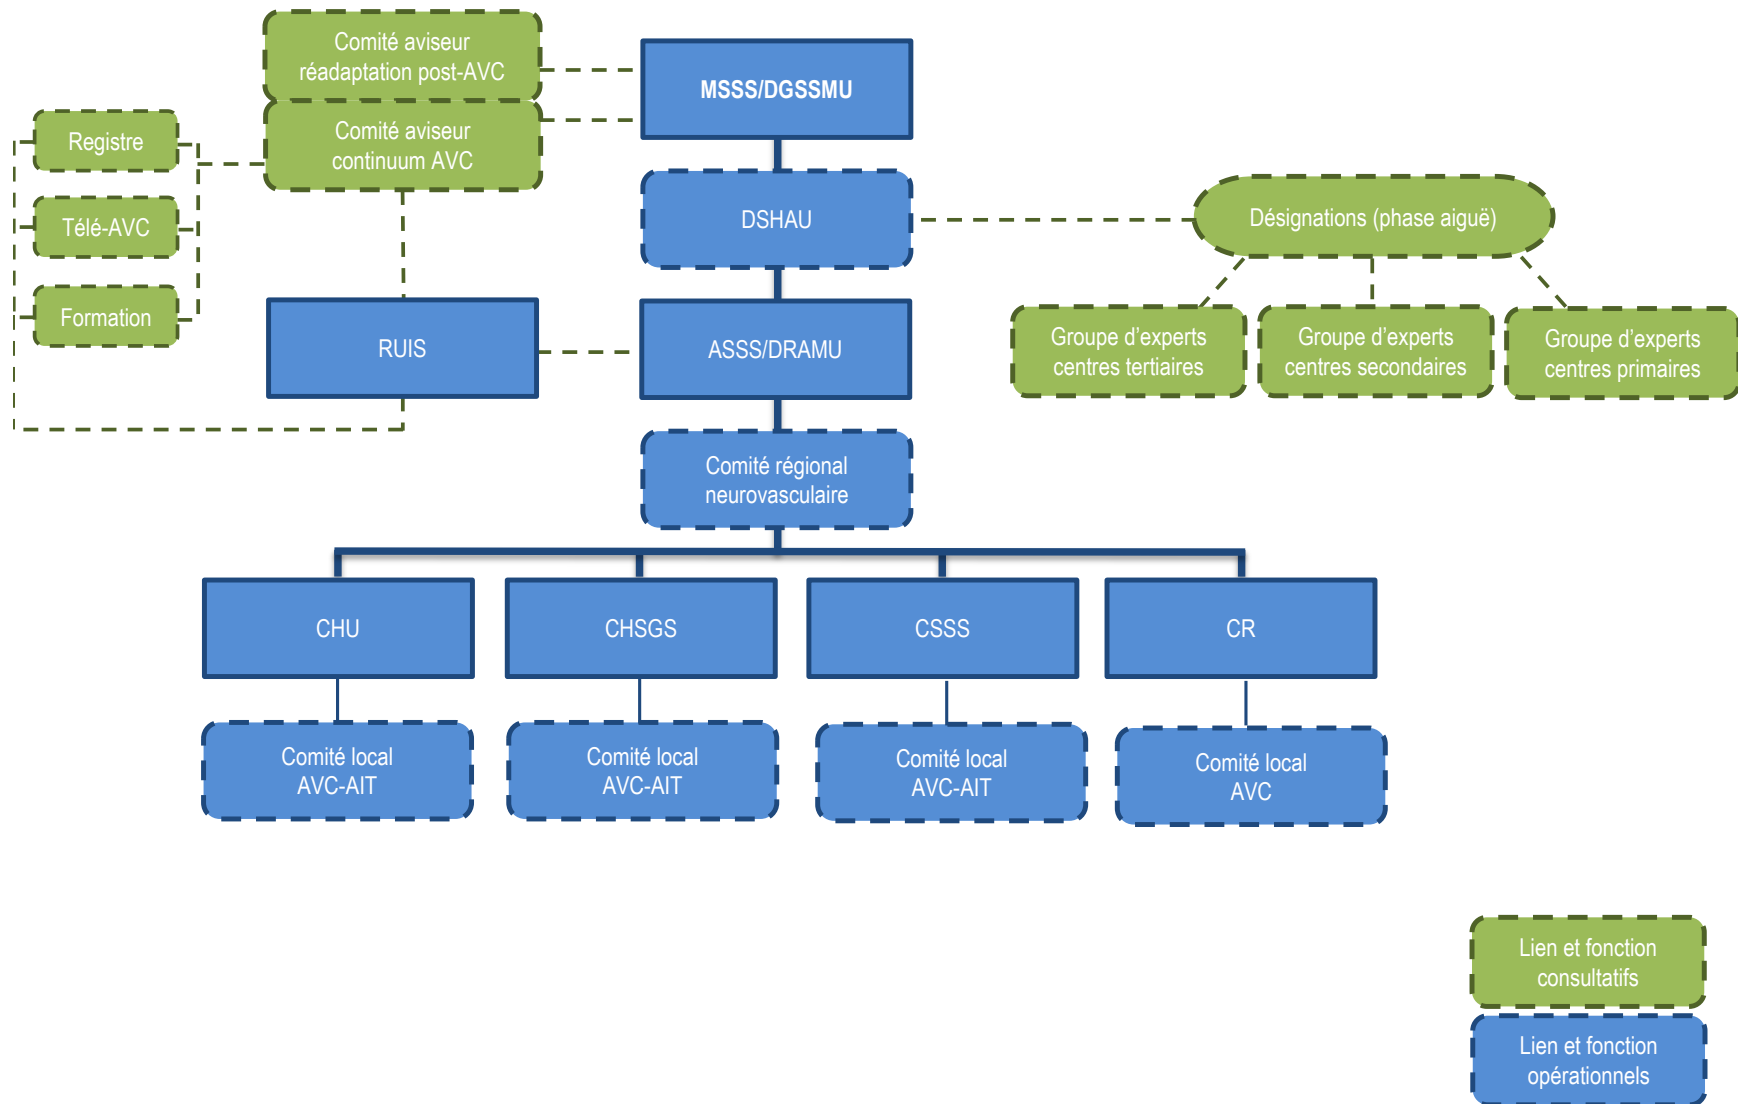 Comité aviseur
réadaptation post-AVC
MSSS/DGSSMU
Comité aviseur
continuum AVC
Registre
Télé-AVC
Formation
DSHAU
Désignations (phase aiguë)
RUIS
ASSS/DRAMU
Groupe d’experts
centres tertiaires
Groupe d’experts
centres secondaires
Groupe d’experts
centres primaires
Comité régional
neurovasculaire
CHU
CHSGS
CSSS
CR
Comité local
AVC-AIT
Comité local
AVC-AIT
Comité local
AVC-AIT
Comité local
AVC
Lien et fonction
consultatifs
Lien et fonction
opérationnels